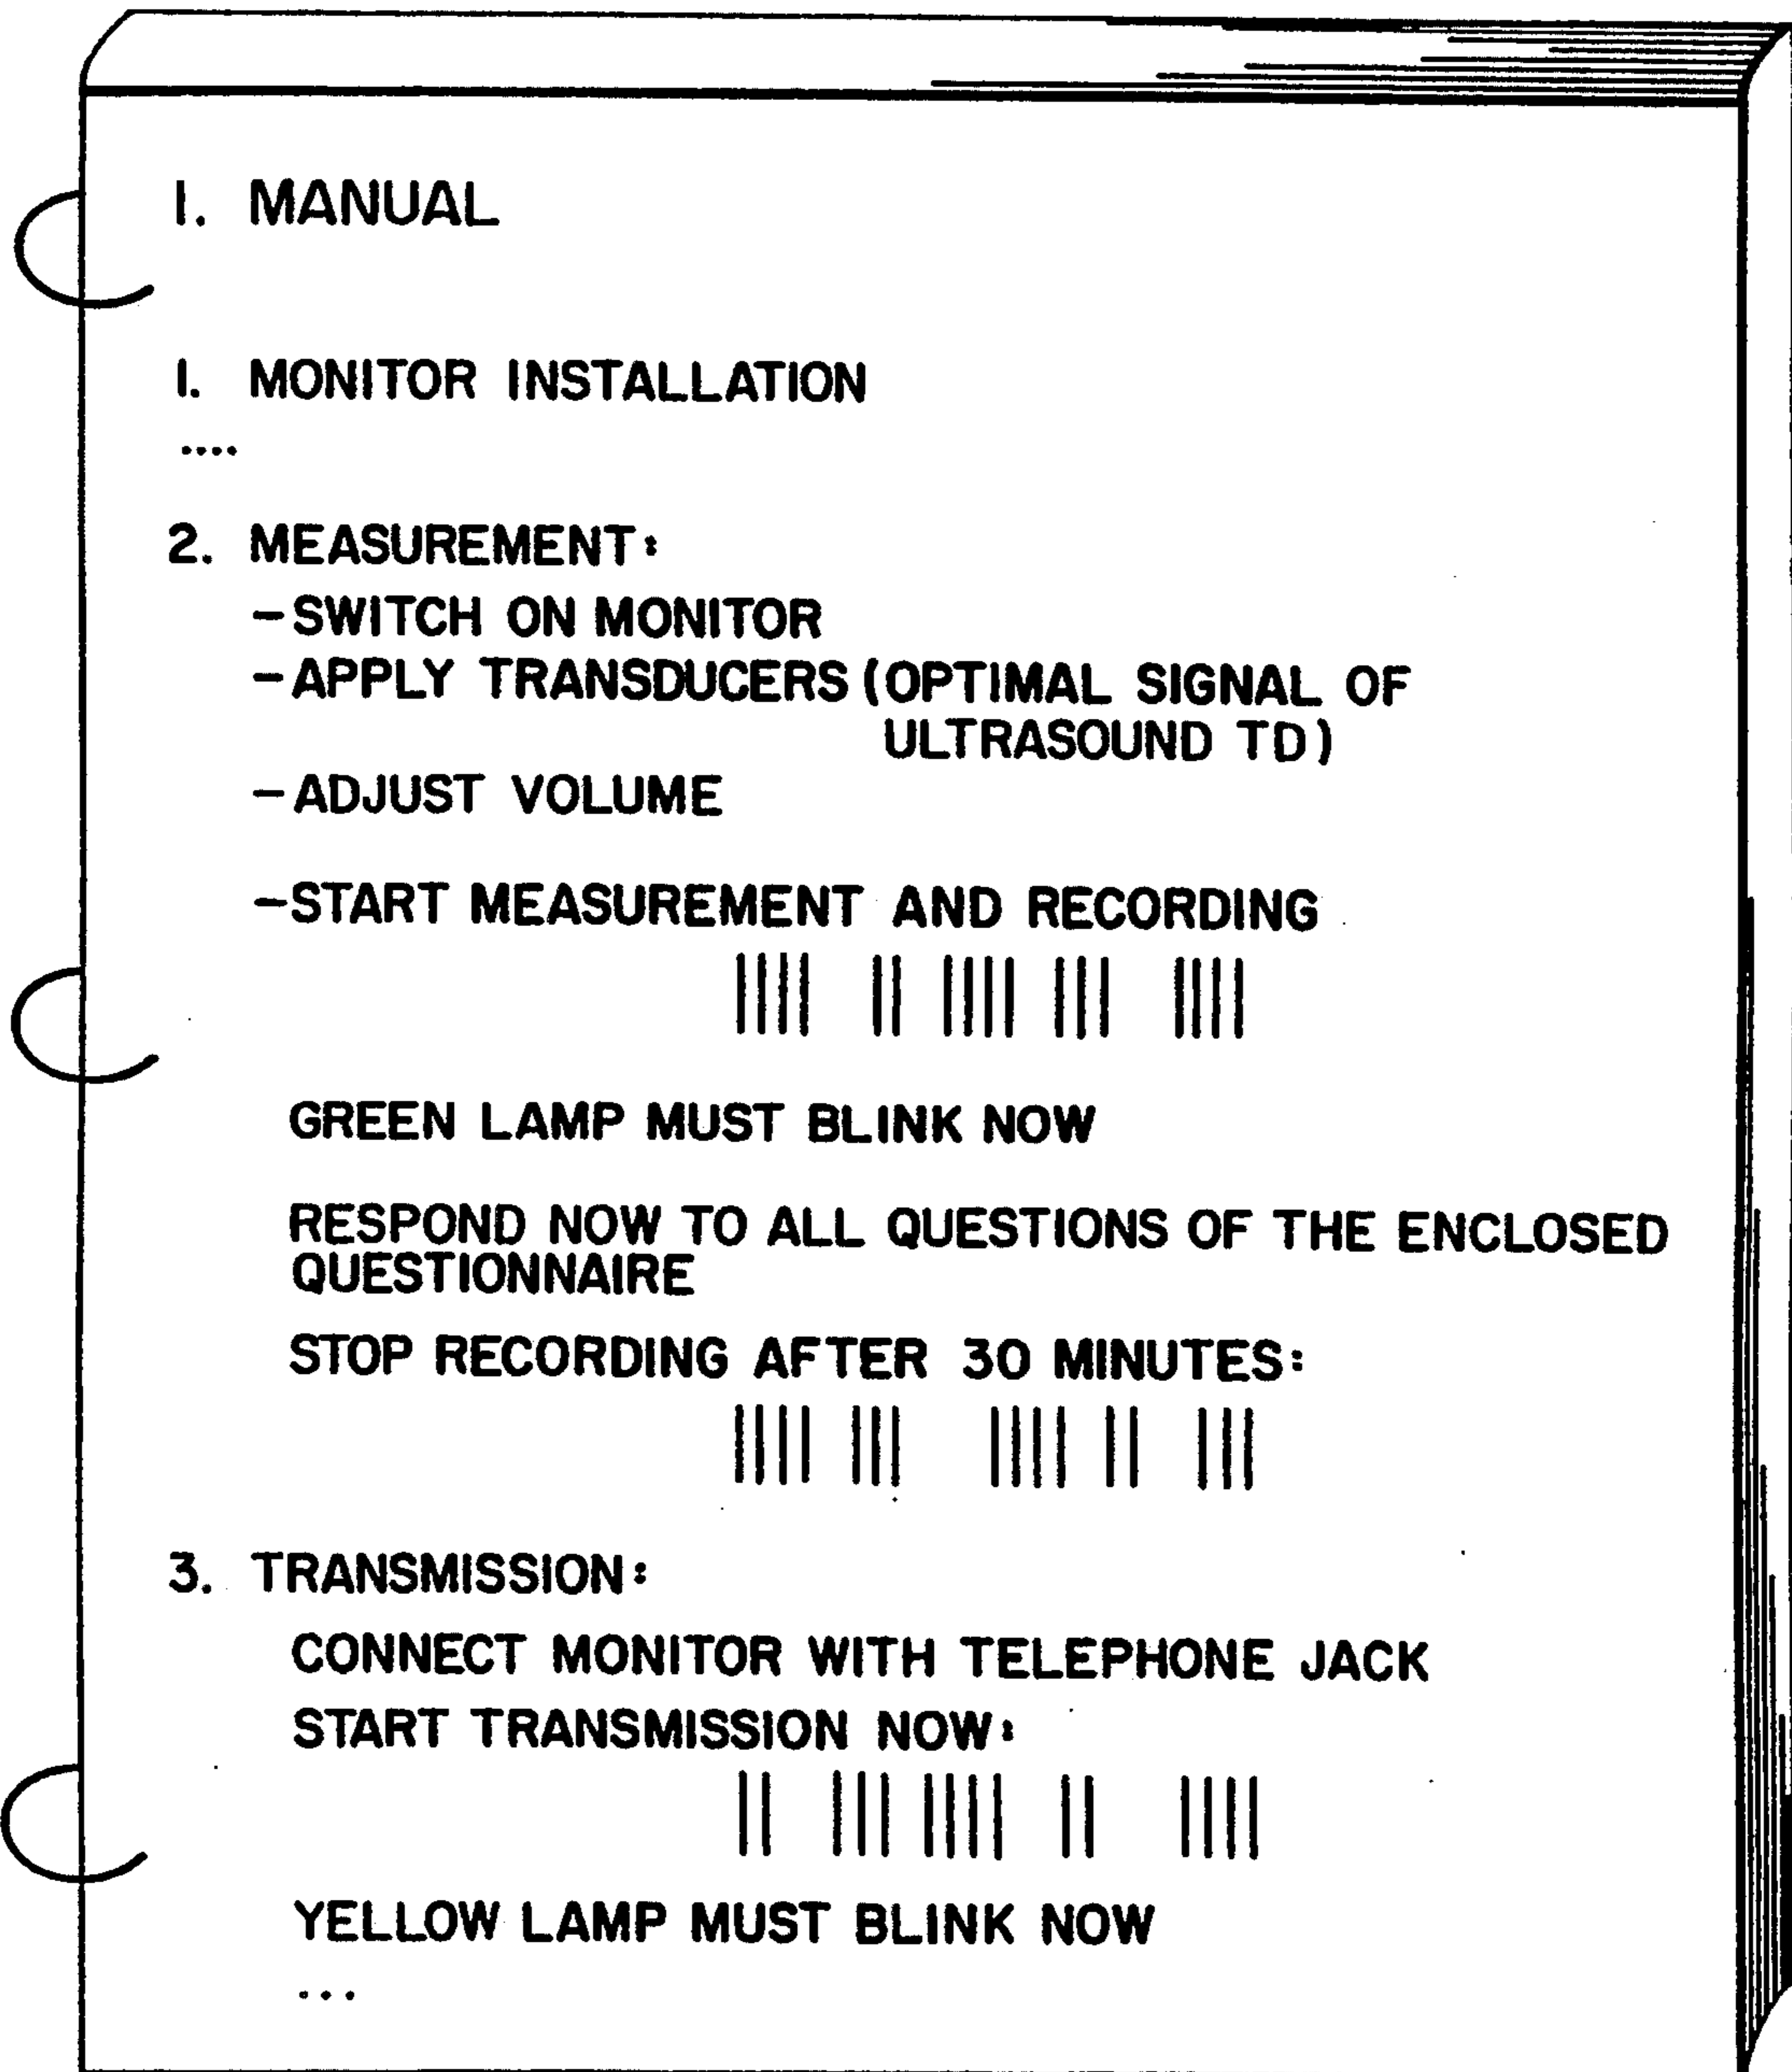 1. MANUAL
1. MONITOR INSTALLATION
....
2. MEASUREMENT:
-SWITCH ON MONITOR
-APPLY TRANSDUCERS (OPTIMAL SIGNAL OF
ULTRASOUND TD)
-ADJUST VOLUME
-START MEASUREMENT AND RECORDING
GREEN LAMP MUST BLINK NOW
RESPOND NOW TO ALL QUESTIONS OF THE ENCLOSED
QUESTIONNAIRE
STOP RECORDING AFTER 30 MINUTES:
3. TRANSMISSION:
CONNECT MONITOR WITH TELEPHONE JACK
START TRANSMISSION NOW:
YELLOW LAMP MUST BLINK NOW
...